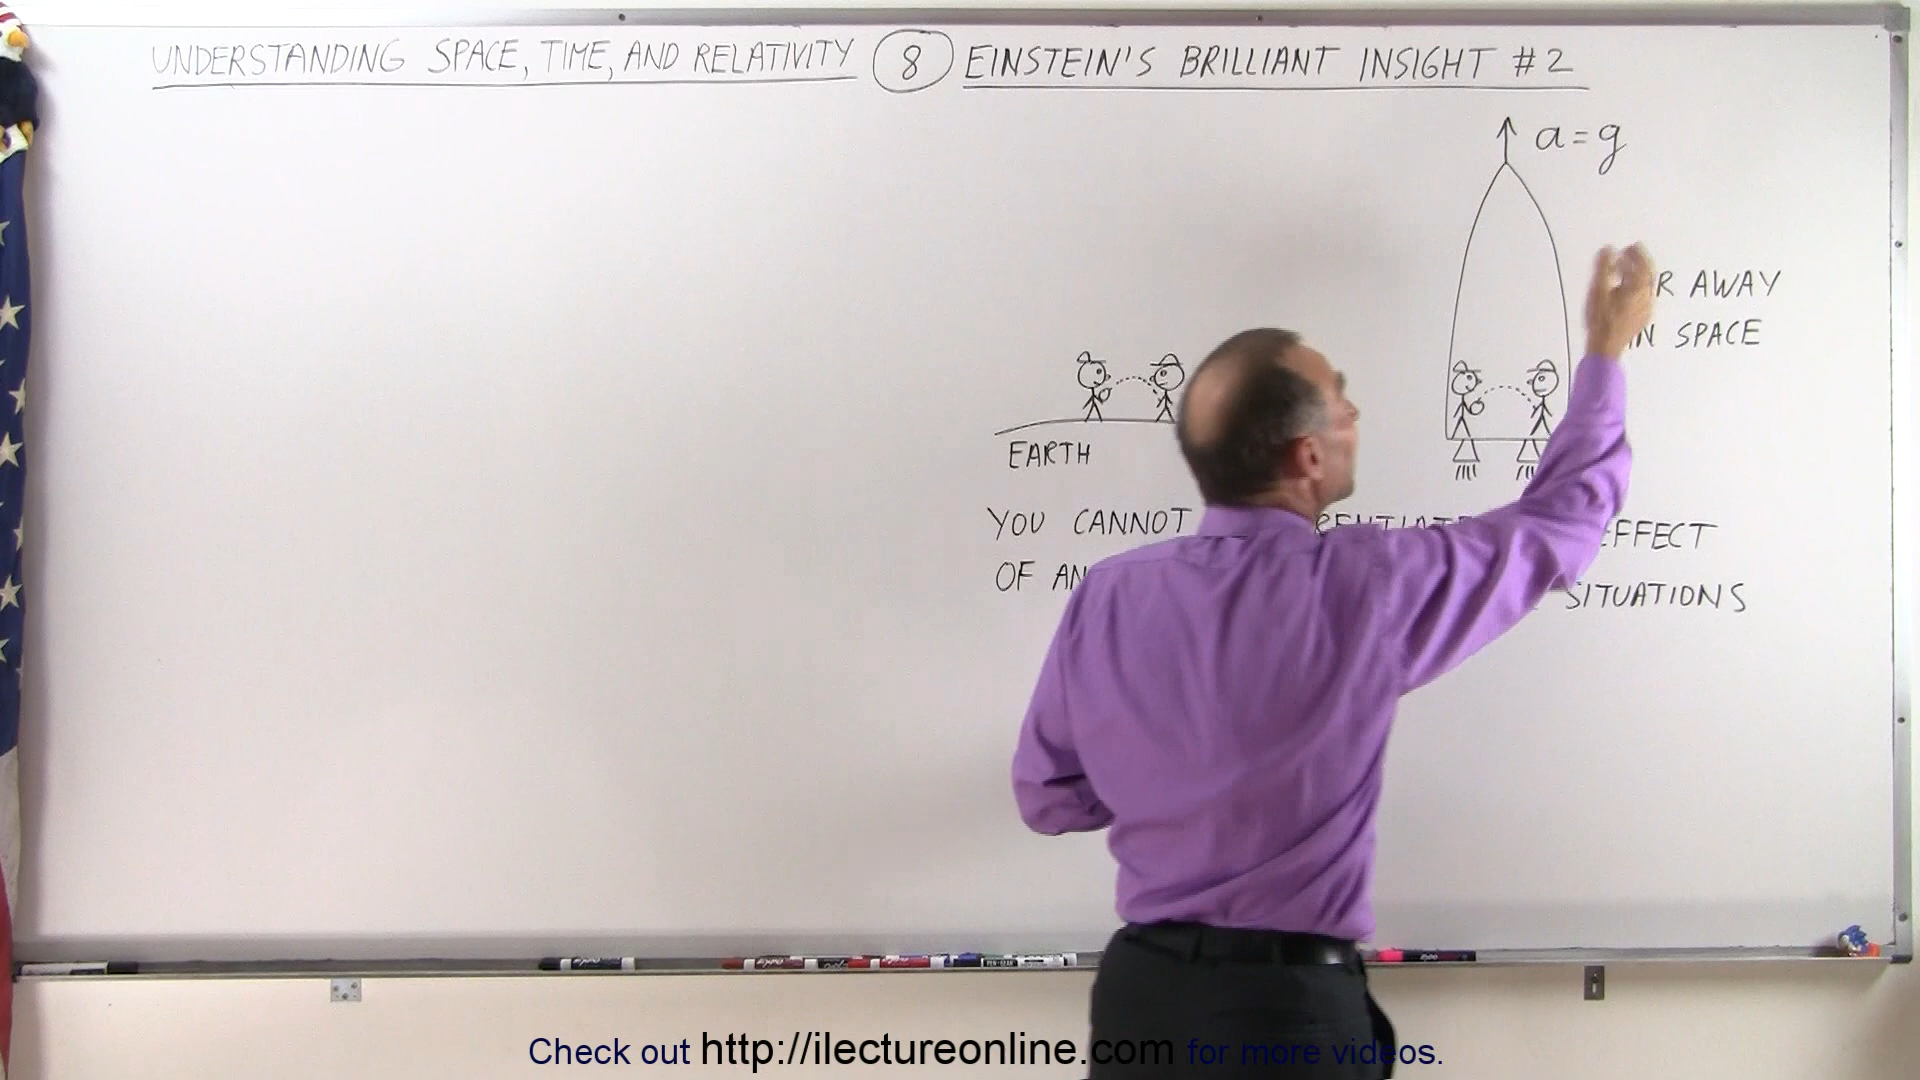 UNDERSTANDING SPACE, TIME, AND RELATIVITY 8 EINSTEIN'S BRILLIANT INSIGHT #2
a = g
AWAY
SPACE
EARTH
YOU CANNOT EFFECT
OF SITUATIONS
Check out http://ilectureonline.com for more videos.